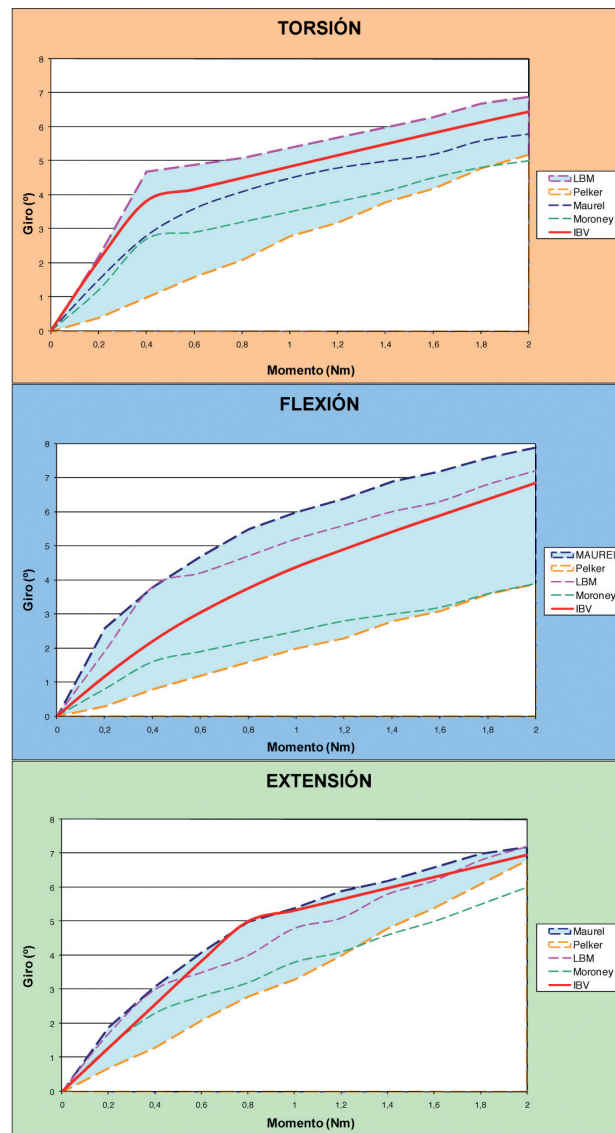 TORSIÓN
8
7
6
5
4
3
2
1
0
Giro (º)
0 0,2 0,4 0,6 0,8 1 1,2 1,4 1,6 1,8 2
Momento (Nm)
LBM
Pelker
Maurel
Moroney
IBV
FLEXIÓN
8
7
6
5
4
3
2
1
0
Giro (º)
0 0,2 0,4 0,6 0,8 1 1,2 1,4 1,6 1,8 2
Momento (Nm)
MAUREL
Pelker
LBM
Moroney
IBV
EXTENSIÓN
8
7
6
5
4
3
2
1
0
Giro (º)
0 0,2 0,4 0,6 0,8 1 1,2 1,4 1,6 1,8 2
Momento (Nm)
Maurel
Pelker
LBM
Moroney
IBV